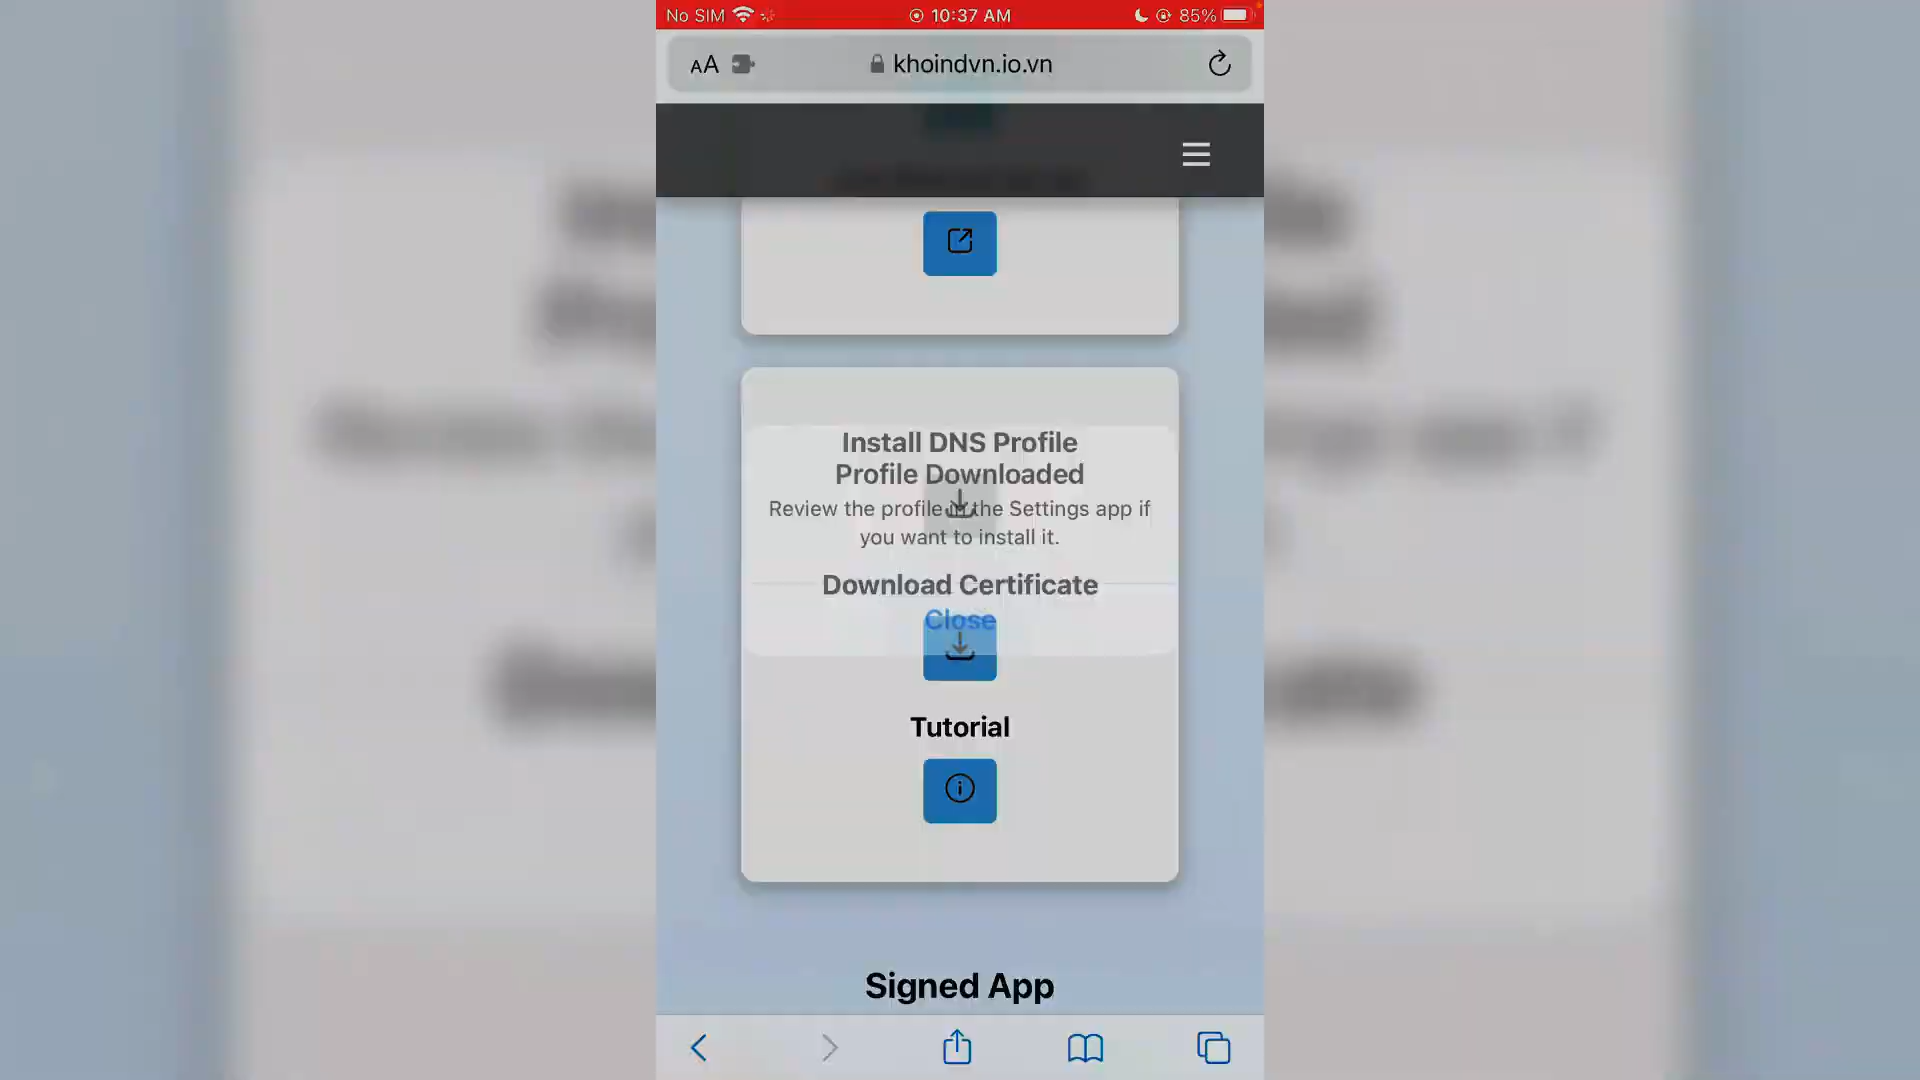 No SIM
10:37 AM
85%
AA
khoindvn.io.vn
Install DNS Profile
Profile Downloaded
Review the profile in the Settings app if
you want to install it.
Download Certificate
Close
Tutorial
Signed App